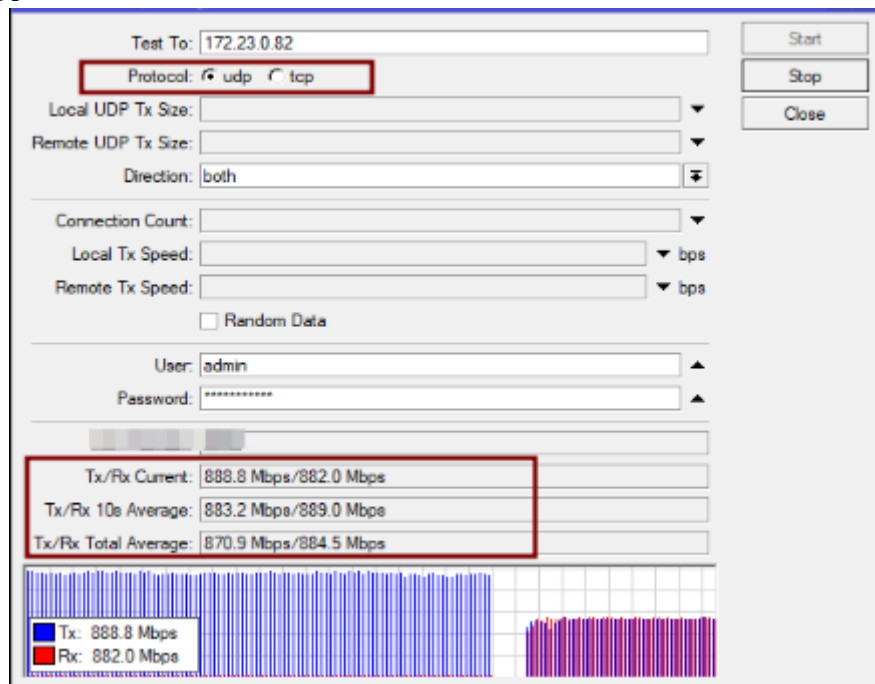 Test To: 172.23.0.82 Start
Protocol: udp tcp Stop
Local UDP Tx Size: Close
Remote UDP Tx Size:
Direction: both
Connection Count:
Local Tx Speed: bps
Remote Tx Speed: bps
Random Data
User: admin
Password: ***********
Tx/Rx Current: 888.8 Mbps/882.0 Mbps
Tx/Rx 10s Average: 883.2 Mbps/889.0 Mbps
Tx/Rx Total Average: 870.9 Mbps/884.5 Mbps
Tx: 888.8 Mbps
Rx: 882.0 Mbps